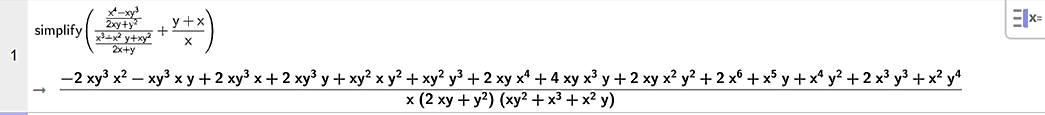 simplify( ( (x⁴−xy³)/(2xy+y²) ) / ( (x³+x² y+xy²)/(2x+y) ) + (y+x)/x )
1
→ (−2 xy³ x² − xy³ x y + 2 xy³ x + 2 xy³ y + xy² x y² + xy² y³ + 2 xy x⁴ + 4 xy x³ y + 2 xy x² y² + 2 x⁶ + x⁵ y + x⁴ y² + 2 x³ y³ + x² y⁴) / (x (2 xy + y²) (xy² + x³ + x² y))
x=